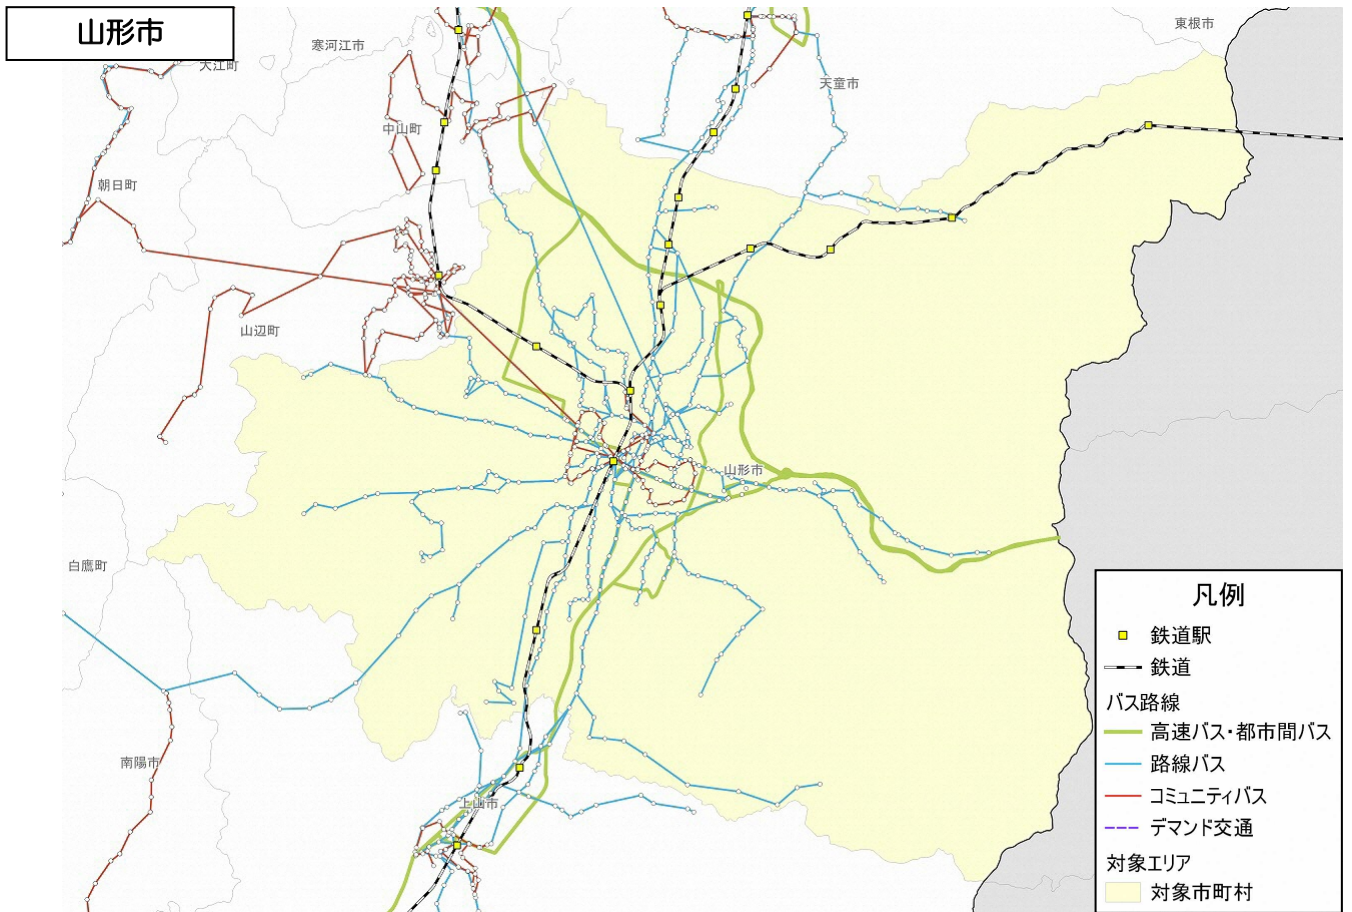 山形市
東根市
寒河江市
大江町
天童市
中山町
朝日町
山辺町
山形市
白鷹町
南陽市
上山市
凡例
鉄道駅
鉄道
バス路線
高速バス・都市間バス
路線バス
コミュニティバス
デマンド交通
対象エリア
対象市町村